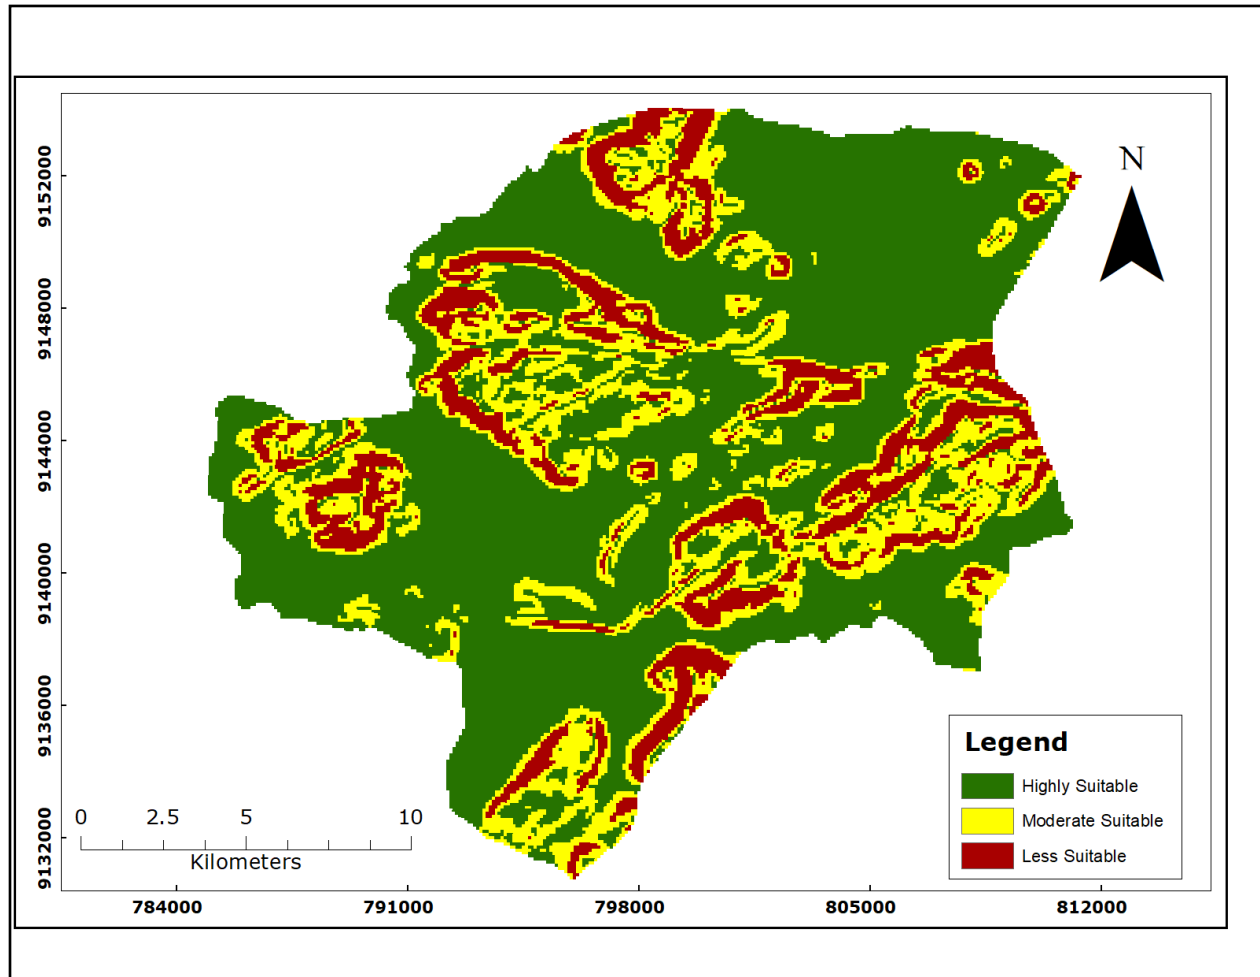 N
9152000
9148000
9144000
9140000
9136000
9132000
0 2.5 5 10
Kilometers
Legend
Highly Suitable
Moderate Suitable
Less Suitable
784000 791000 798000 805000 812000